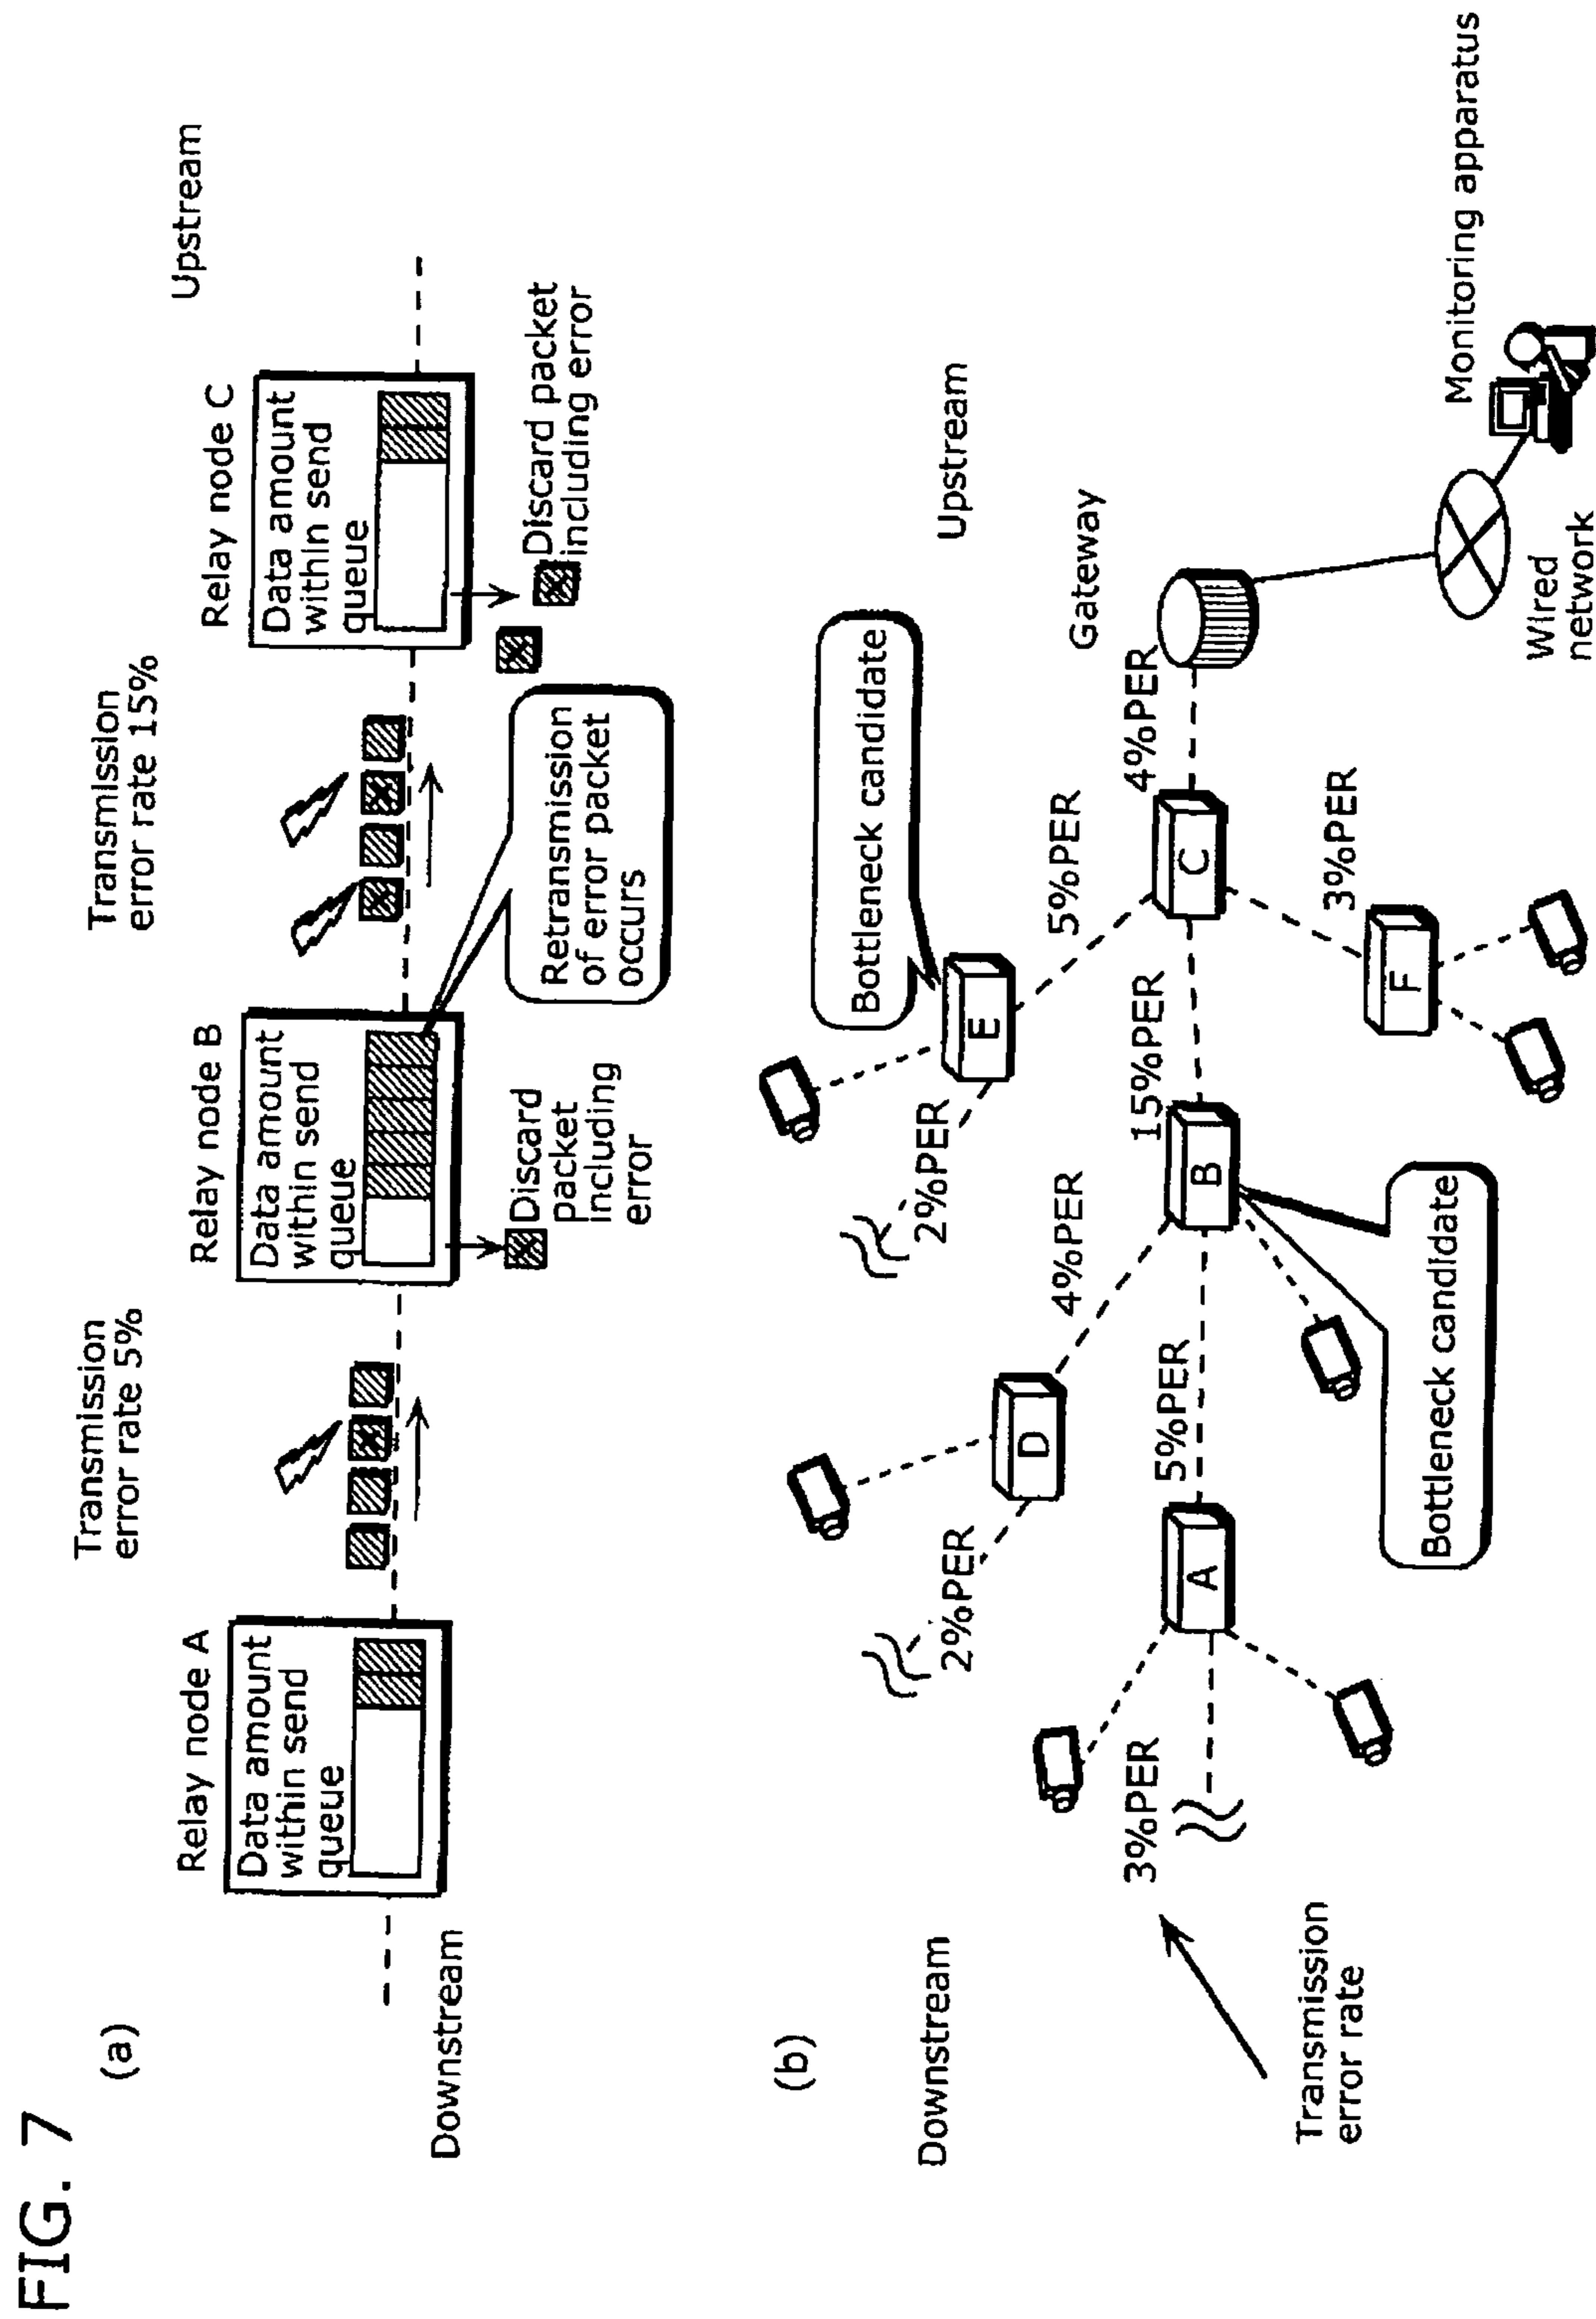 FIG. 7
(a)
Upstream
Downstream
Transmission
error rate 5%
Transmission
error rate 15%
Relay node A
Data amount
within send
queue
Relay node B
Data amount
within send
queue
Relay node C
Data amount
within send
queue
Discard
packet
including
error
Retransmission
of error packet
occurs
Discard packet
including error
(b)
Downstream
Upstream
Bottleneck candidate
Gateway
2%PER
2%PER
D
4%PER
E
5%PER
4%PER
3%PER
A
5%PER
B
15%PER
C
3%PER
F
Transmission
error rate
Bottleneck candidate
Wired
network
Monitoring apparatus